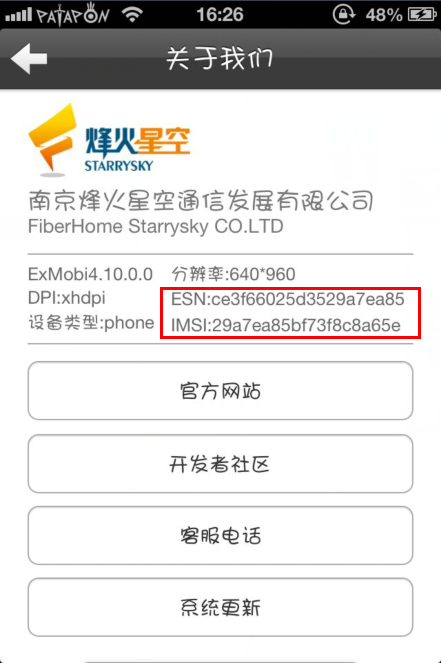 PATAPON 16:26 48%
关于我们
烽火星空
STARRYSKY
南京烽火星空通信发展有限公司
FiberHome Starrysky CO.LTD
ExMobi4.10.0.0 分辨率:640*960
DPI:xhdpi ESN:ce3f66025d3529a7ea85
设备类型:phone IMSI:29a7ea85bf73f8c8a65e
官方网站
开发者社区
客服电话
系统更新